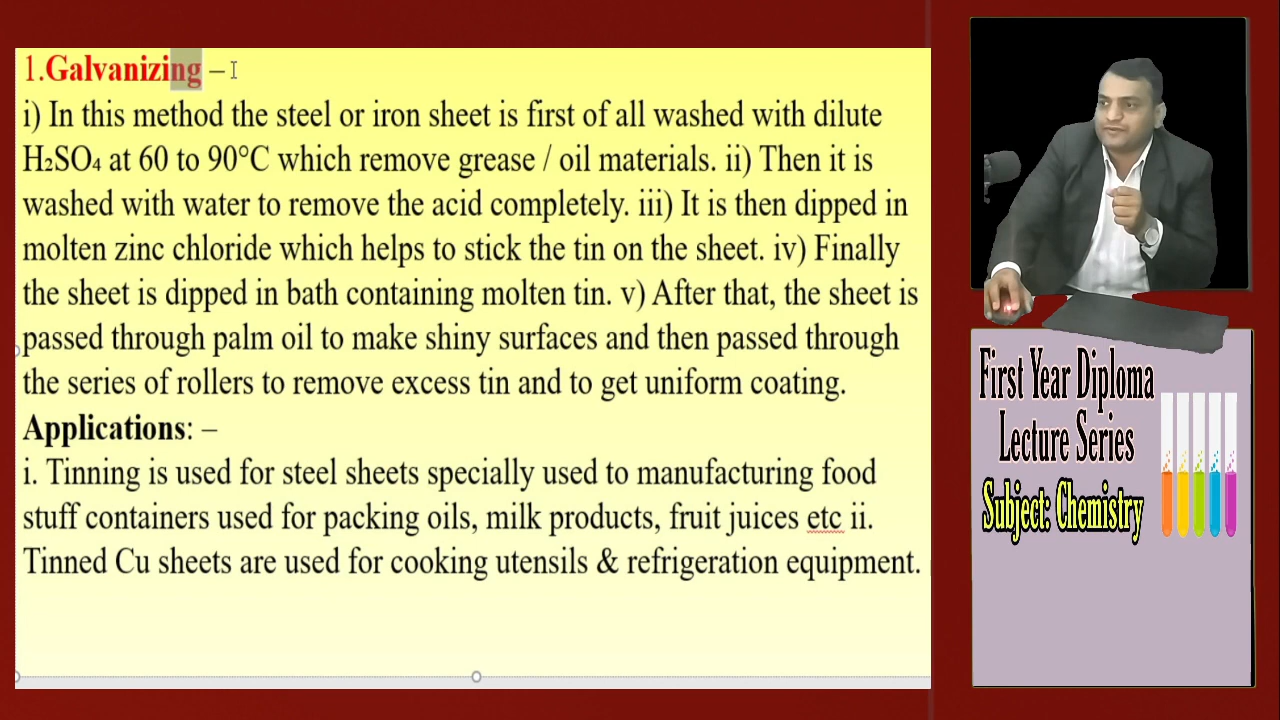 1.Galvanizing –
i) In this method the steel or iron sheet is first of all washed with dilute
H₂SO₄ at 60 to 90°C which remove grease / oil materials. ii) Then it is
washed with water to remove the acid completely. iii) It is then dipped in
molten zinc chloride which helps to stick the tin on the sheet. iv) Finally
the sheet is dipped in bath containing molten tin. v) After that, the sheet is
passed through palm oil to make shiny surfaces and then passed through
the series of rollers to remove excess tin and to get uniform coating.
Applications: –
i. Tinning is used for steel sheets specially used to manufacturing food
stuff containers used for packing oils, milk products, fruit juices etc ii.
Tinned Cu sheets are used for cooking utensils & refrigeration equipment.
First Year Diploma
Lecture Series
Subject: Chemistry